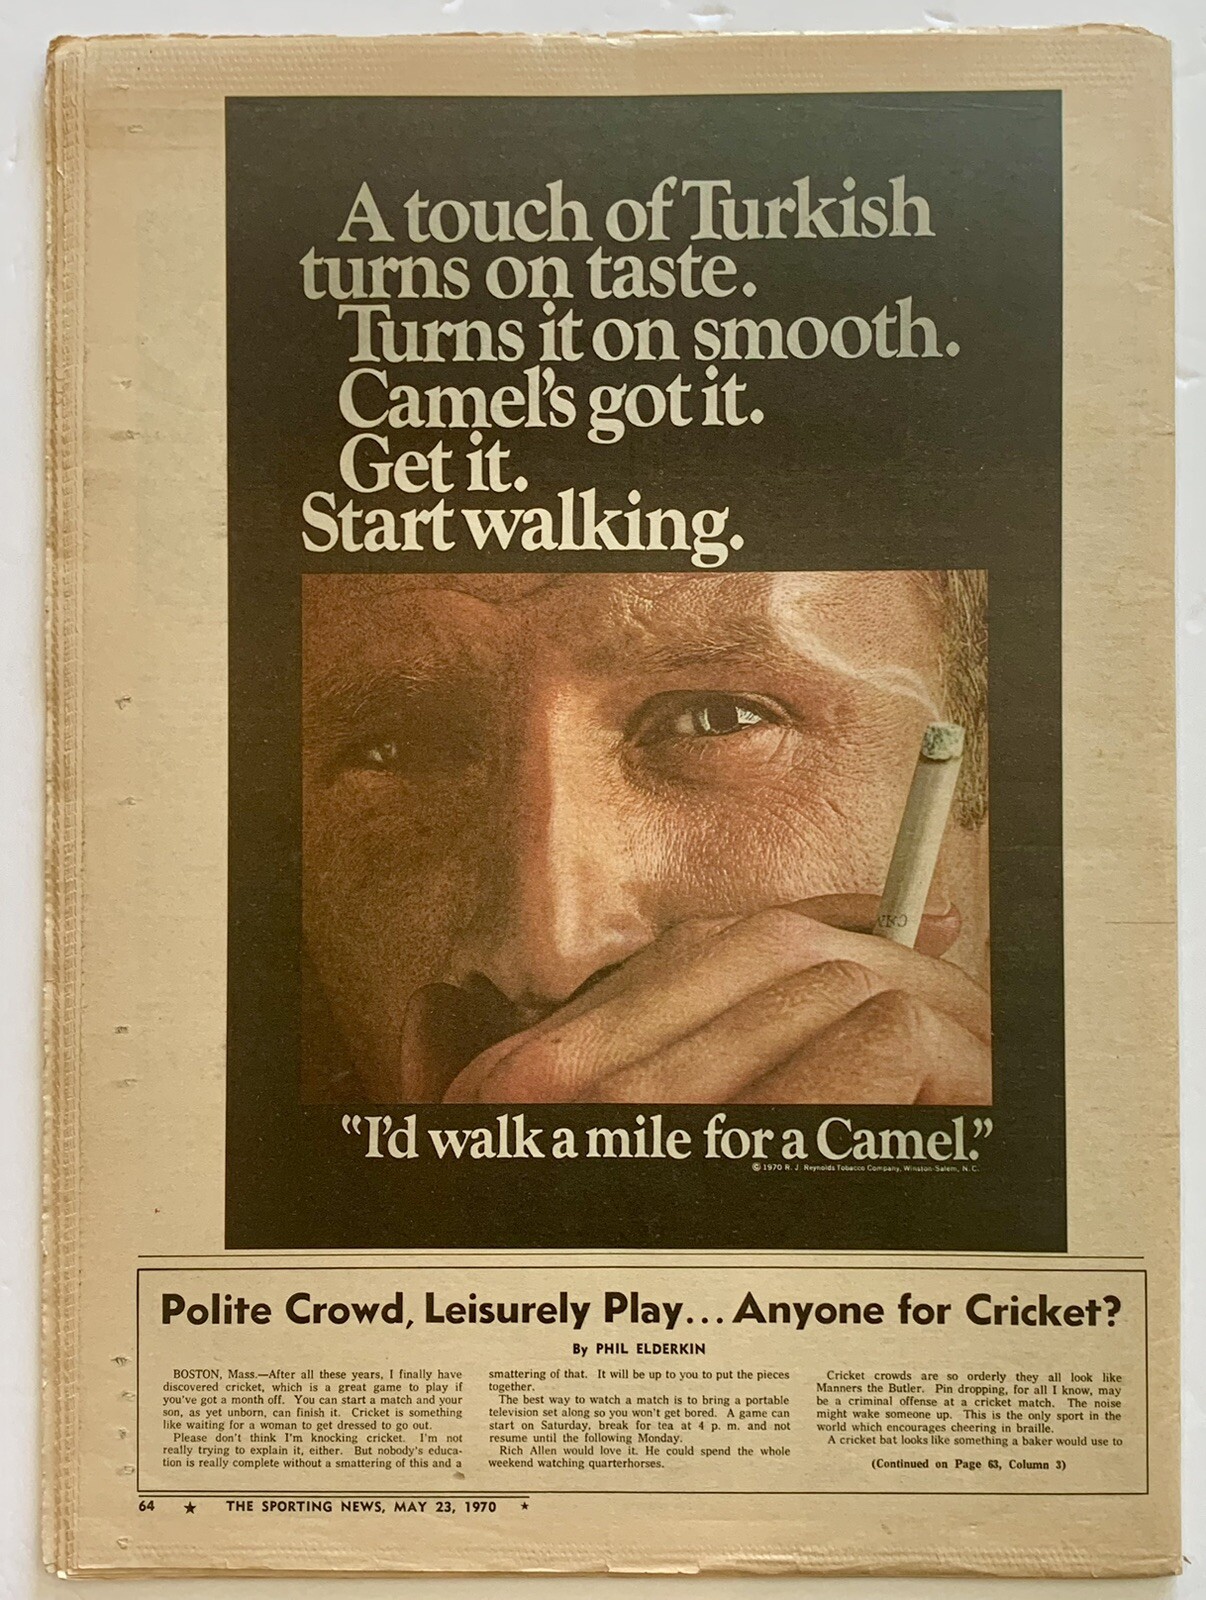 A touch of Turkish
turns on taste.
Turns it on smooth.
Camel's got it.
Get it.
Start walking.
"I'd walk a mile for a Camel."
© 1970 R. J. Reynolds Tobacco Company, Winston-Salem, N. C.
Polite Crowd, Leisurely Play... Anyone for Cricket?
By PHIL ELDERKIN
BOSTON, Mass.—After all these years, I finally have
discovered cricket, which is a great game to play if
you've got a month off. You can start a match and your
son, as yet unborn, can finish it. Cricket is something
like waiting for a woman to get dressed to go out.
Please don't think I'm knocking cricket. I'm not
really trying to explain it, either. But nobody's educa-
tion is really complete without a smattering of this and a
smattering of that. It will be up to you to put the pieces
together.
The best way to watch a match is to bring a portable
television set along so you won't get bored. A game can
start on Saturday, break for tea at 4 p. m. and not
resume until the following Monday.
Rich Allen would love it. He could spend the whole
weekend watching quarterhorses.
Cricket crowds are so orderly they all look like
Manners the Butler. Pin dropping, for all I know, may
be a criminal offense at a cricket match. The noise
might wake someone up. This is the only sport in the
world which encourages cheering in braille.
A cricket bat looks like something a baker would use to
(Continued on Page 63, Column 3)
64 ★ THE SPORTING NEWS, MAY 23, 1970 ★